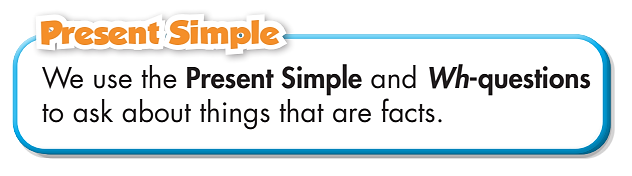 Present Simple
We use the Present Simple and Wh-questions
to ask about things that are facts.